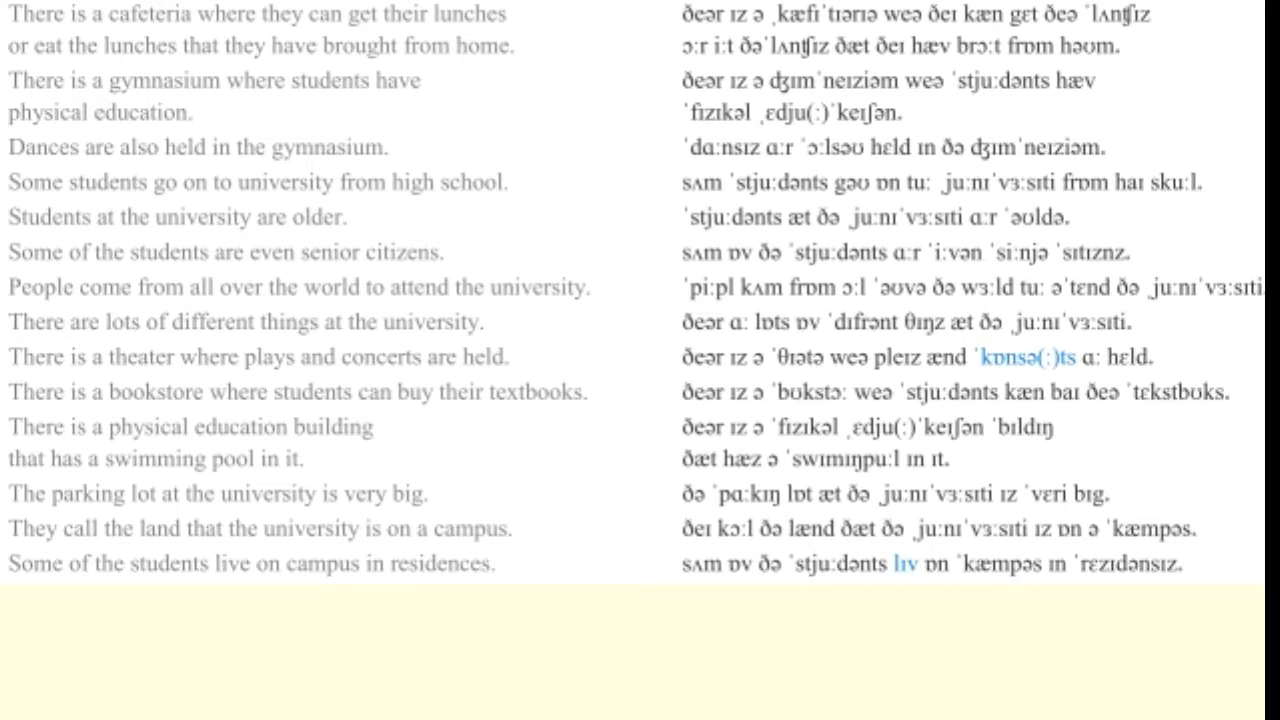 There is a cafeteria where they can get their lunches
or eat the lunches that they have brought from home.
There is a gymnasium where students have
physical education.
Dances are also held in the gymnasium.
Some students go on to university from high school.
Students at the university are older.
Some of the students are even senior citizens.
People come from all over the world to attend the university.
There are lots of different things at the university.
There is a theater where plays and concerts are held.
There is a bookstore where students can buy their textbooks.
There is a physical education building
that has a swimming pool in it.
The parking lot at the university is very big.
They call the land that the university is on a campus.
Some of the students live on campus in residences.
ðeər ɪz ə ˌkæfɪˈtɪərɪə weə ðeɪ kæn gɛt ðeə ˈlʌnʧɪz
ɔːr iːt ðəˈlʌnʧɪz ðæt ðeɪ hæv brɔːt frɒm həʊm.
ðeər ɪz ə ʤɪmˈneɪziəm weə ˈstjuːdənts hæv
ˈfɪzɪkəl ˌɛdju(ː)ˈkeɪʃən.
ˈdɑːnsɪz ɑːr ˈɔːlsəʊ hɛld ɪn ðə ʤɪmˈneɪziəm.
sʌm ˈstjuːdənts gəʊ ɒn tuː ˌjuːnɪˈvɜːsɪti frɒm haɪ skuːl.
ˈstjuːdənts æt ðə ˌjuːnɪˈvɜːsɪti ɑːr ˈəʊldə.
sʌm ɒv ðə ˈstjuːdənts ɑːr ˈiːvən ˈsiːnjə ˈsɪtɪznz.
ˈpiːpl kʌm frɒm ɔːl ˈəʊvə ðə wɜːld tuː əˈtɛnd ðə ˌjuːnɪˈvɜːsɪti.
ðeər ɑː lɒts ɒv ˈdɪfrənt θɪŋz æt ðə ˌjuːnɪˈvɜːsɪti.
ðeər ɪz ə ˈθɪətə weə pleɪz ænd ˈkɒnsə(ː)ts ɑː hɛld.
ðeər ɪz ə ˈbʊkstɔː weə ˈstjuːdənts kæn baɪ ðeə ˈtɛkstbʊks.
ðeər ɪz ə ˈfɪzɪkəl ˌɛdju(ː)ˈkeɪʃən ˈbɪldɪŋ
ðæt hæz ə ˈswɪmɪŋpuːl ɪn ɪt.
ðə ˈpɑːkɪŋ lɒt æt ðə ˌjuːnɪˈvɜːsɪti ɪz ˈvɛri bɪg.
ðeɪ kɔːl ðə lænd ðæt ðə ˌjuːnɪˈvɜːsɪti ɪz ɒn ə ˈkæmpəs.
sʌm ɒv ðə ˈstjuːdənts lɪv ɒn ˈkæmpəs ɪn ˈrɛzɪdənsɪz.